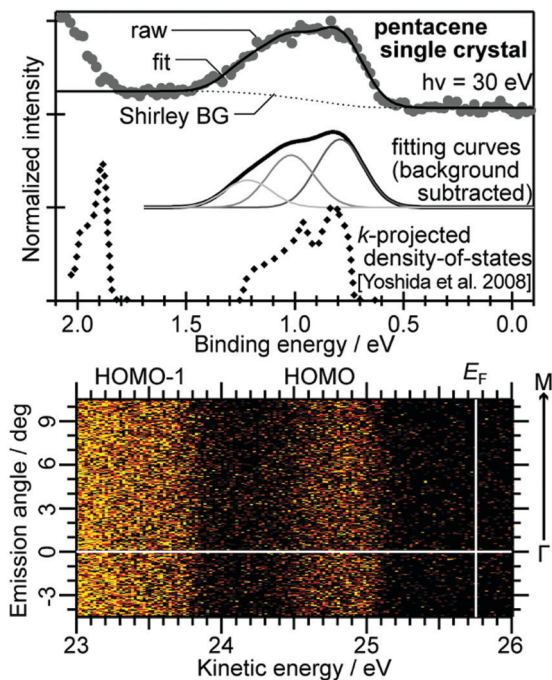 pentacene
single crystal
hν = 30 eV
raw
fit
Shirley BG
fitting curves
(background
subtracted)
k-projected
density-of-states
[Yoshida et al. 2008]
Normalized intensity
2.0 1.5 1.0 0.5 0.0
Binding energy / eV
HOMO-1 HOMO EF M
Γ
Emission angle / deg
9
6
3
0
-3
23 24 25 26
Kinetic energy / eV